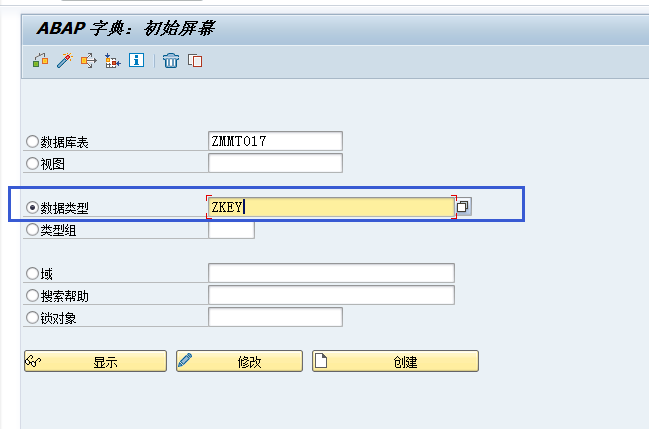 ABAP 字典：初始屏幕
数据库表 ZMMT017
视图
数据类型 ZKEY
类型组
域
搜索帮助
锁对象
显示 修改 创建